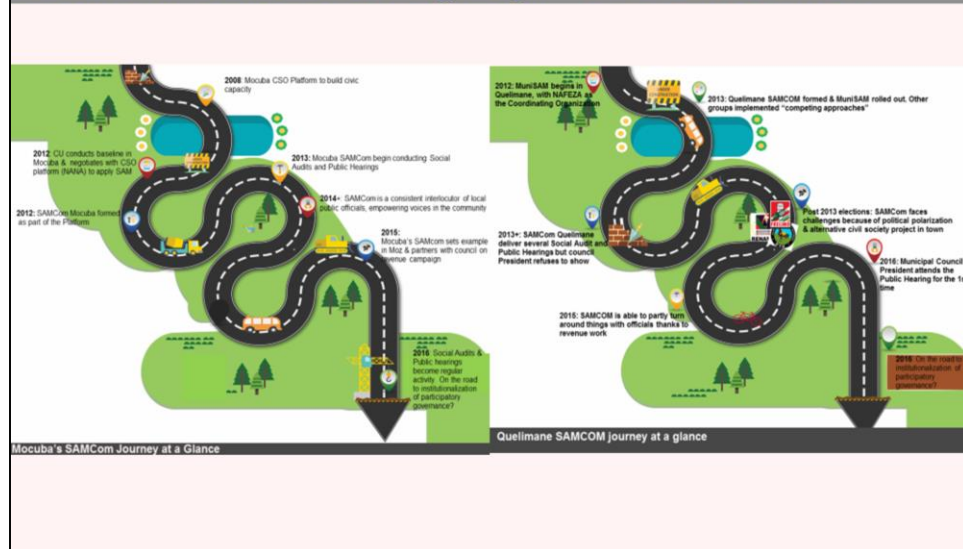 2008: Mocuba CSO Platform to build civic
capacity
2012: CU conducts baseline in
Mocuba & negotiates with CSO
platform (NANA) to apply SAM
2013: Mocuba SAMCom begin conducting Social
Audits and Public Hearings
2012: SAMCom Mocuba formed
as part of the Platform
2014+: SAMCom is a consistent interlocutor of local
public officials, empowering voices in the community
2015:
Mocuba's SAMcom sets example
in Moz & partners with council on
revenue campaign
2016 Social Audits &
Public hearings
become regular
activity. On the road
to institutionalization
of participatory
governance?
Mocuba's SAMCom Journey at a Glance
2012: MuniSAM begins in
Quelimane, with NAFEZA as
the Coordinating Organization
2013: Quelimane SAMCOM formed & MuniSAM rolled out. Other
groups implemented "competing approaches"
2013+: SAMCom Quelimane
deliver several Social Audit and
Public Hearings but council
President refuses to show
Post 2013 elections: SAMCom faces
challenges because of political polarization
& alternative civil society project in town
2016: Municipal Council
President attends the
Public Hearing for the 1s
time
2015: SAMCOM is able to partly turn
around things with officials thanks to
revenue work
2016: On the road to
institutionalization of
participatory
governance?
Quelimane SAMCOM journey at a glance